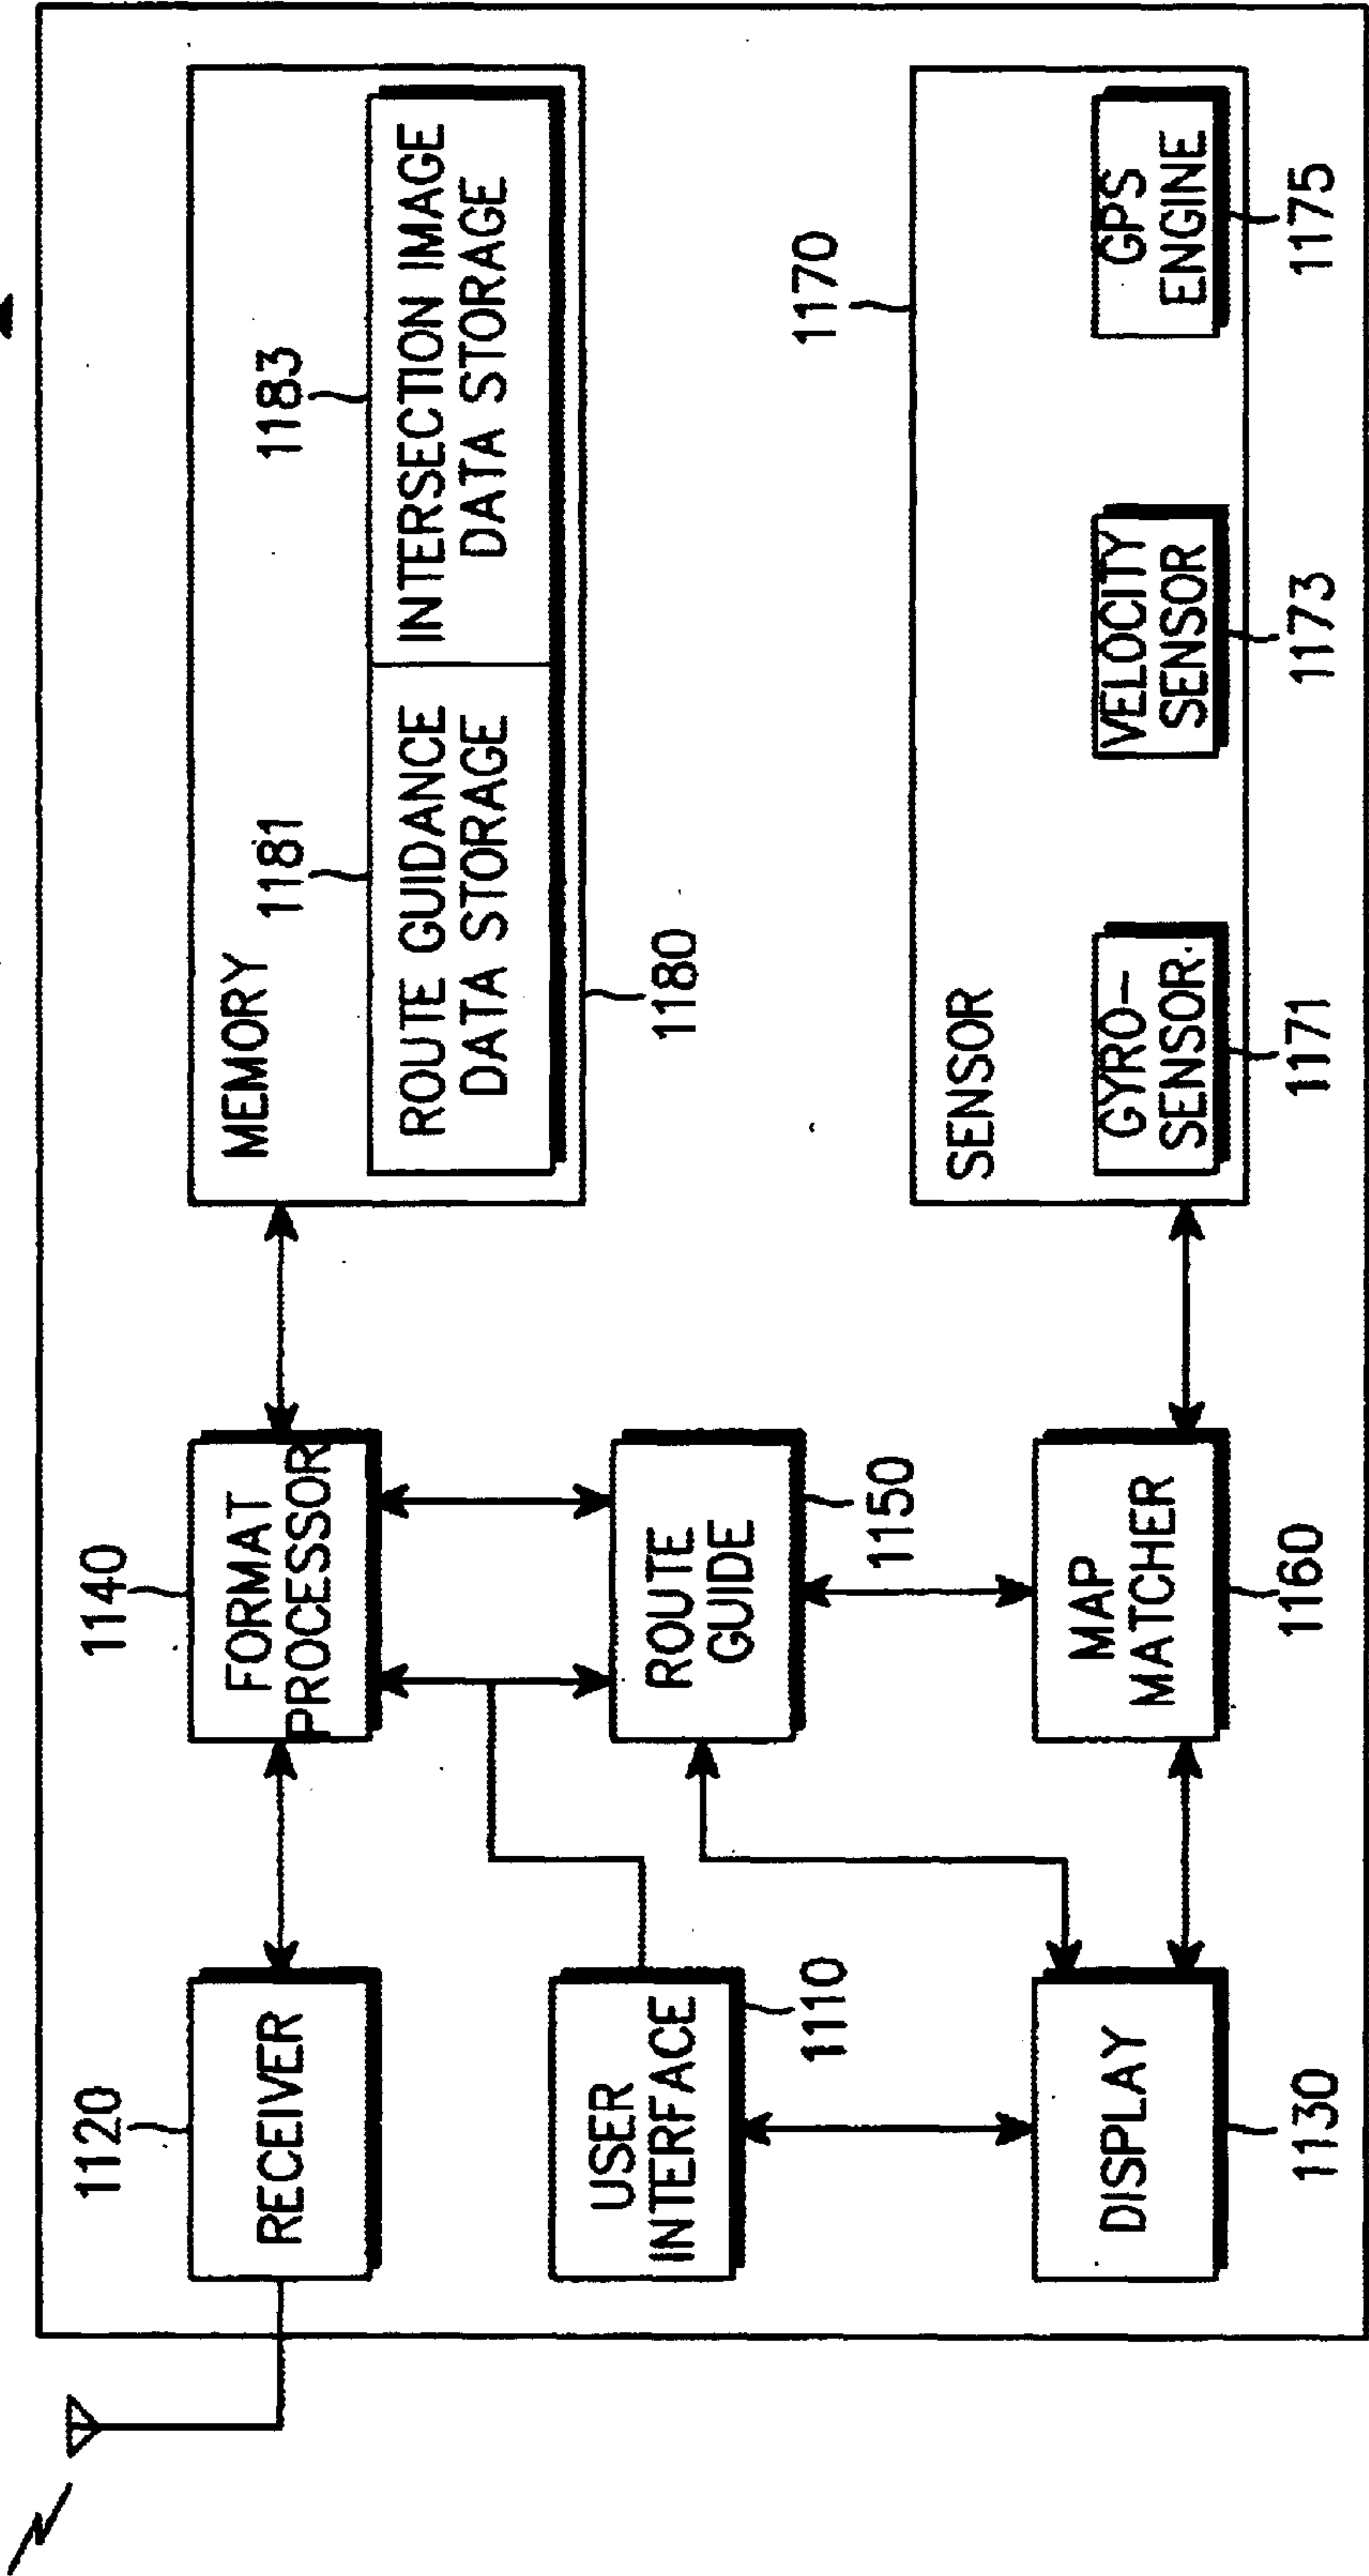 1120
RECEIVER
1140
FORMAT
PROCESSOR
MEMORY
1181
1183
ROUTE GUIDANCE
DATA STORAGE
INTERSECTION IMAGE
DATA STORAGE
1180
USER
INTERFACE
1110
ROUTE
GUIDE
1150
1170
SENSOR
DISPLAY
1130
MAP
MATCHER
1160
GYRO-
SENSOR
1171
VELOCITY
SENSOR
1173
GPS
ENGINE
1175